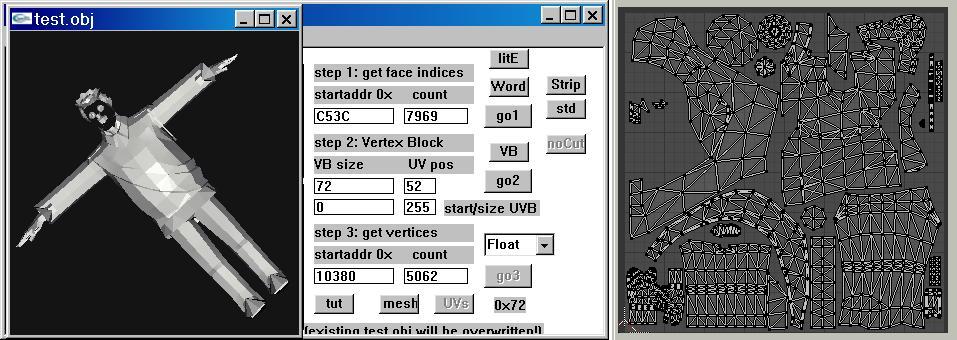 test.obj
litE
step 1: get face indices
Word Strip
startaddr 0x count
std
C53C 7969 go1
step 2: Vertex Block
VB noCut
VB size UV pos
72 52 go2
0 255 start/size UVB
step 3: get vertices
Float
startaddr 0x count
10380 5062 go3
tut mesh UVs 0x72
(existing test.obj will be overwritten!)